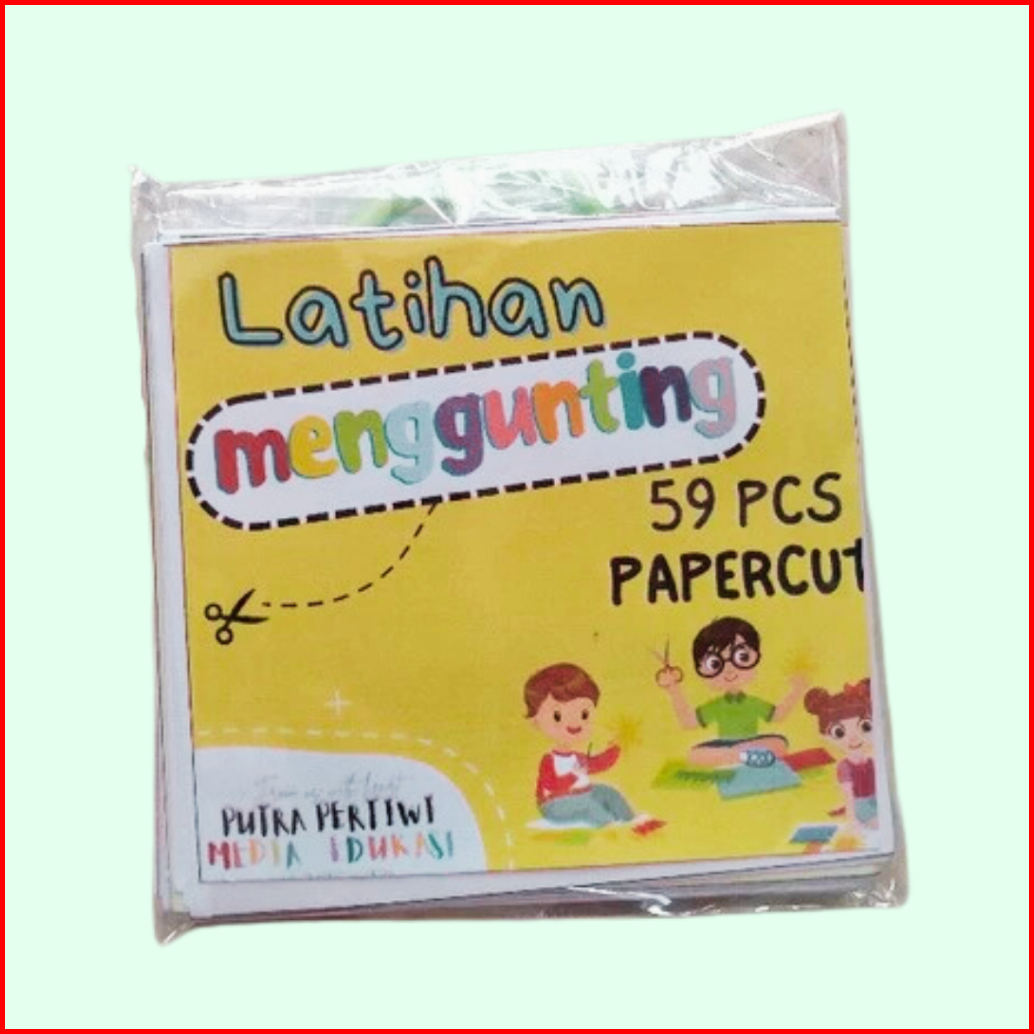 Latihan
menggunting
59 PCS
PAPERCUT
PUTRA PERTIWI
MEDIA EDUKASI